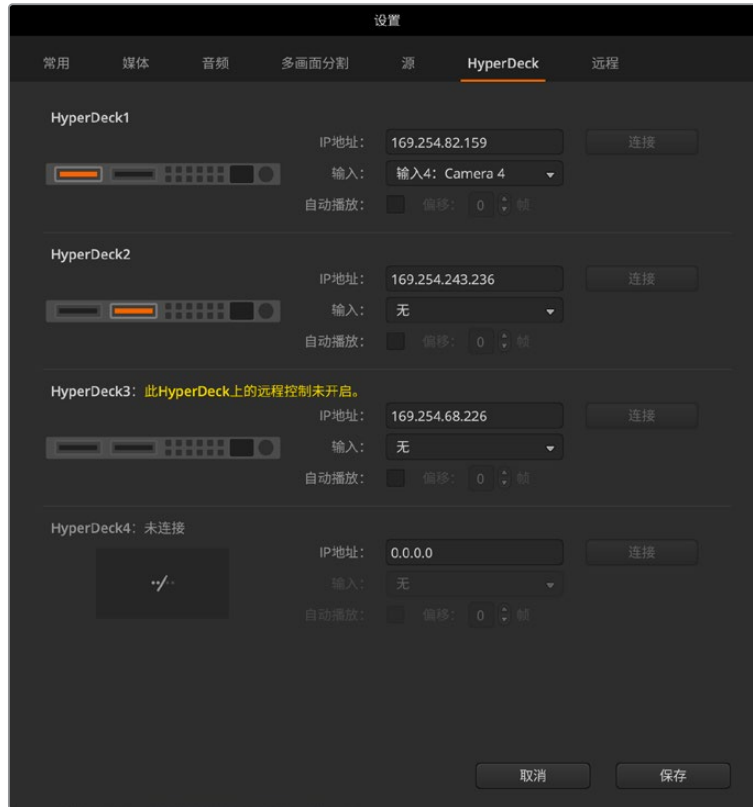 设置
常用 媒体 音频 多画面分割 源 HyperDeck 远程
HyperDeck1
IP地址： 169.254.82.159 连接
输入： 输入4：Camera 4
自动播放： 偏移： 0 帧
HyperDeck2
IP地址： 169.254.243.236 连接
输入： 无
自动播放： 偏移： 0 帧
HyperDeck3：此HyperDeck上的远程控制未开启。
IP地址： 169.254.68.226 连接
输入： 无
自动播放： 偏移： 0 帧
HyperDeck4：未连接
IP地址： 0.0.0.0 连接
输入： 无
自动播放： 偏移： 0 帧
取消 保存